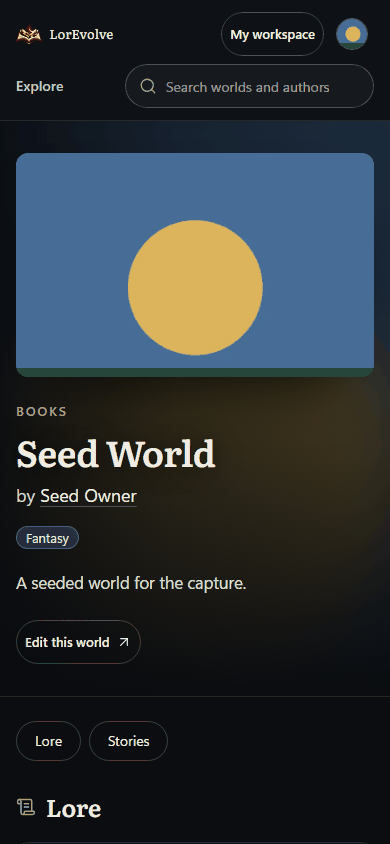 LorEvolve
My workspace
Explore
Search worlds and authors
BOOKS
Seed World
by Seed Owner
Fantasy
A seeded world for the capture.
Edit this world
Lore
Stories
Lore